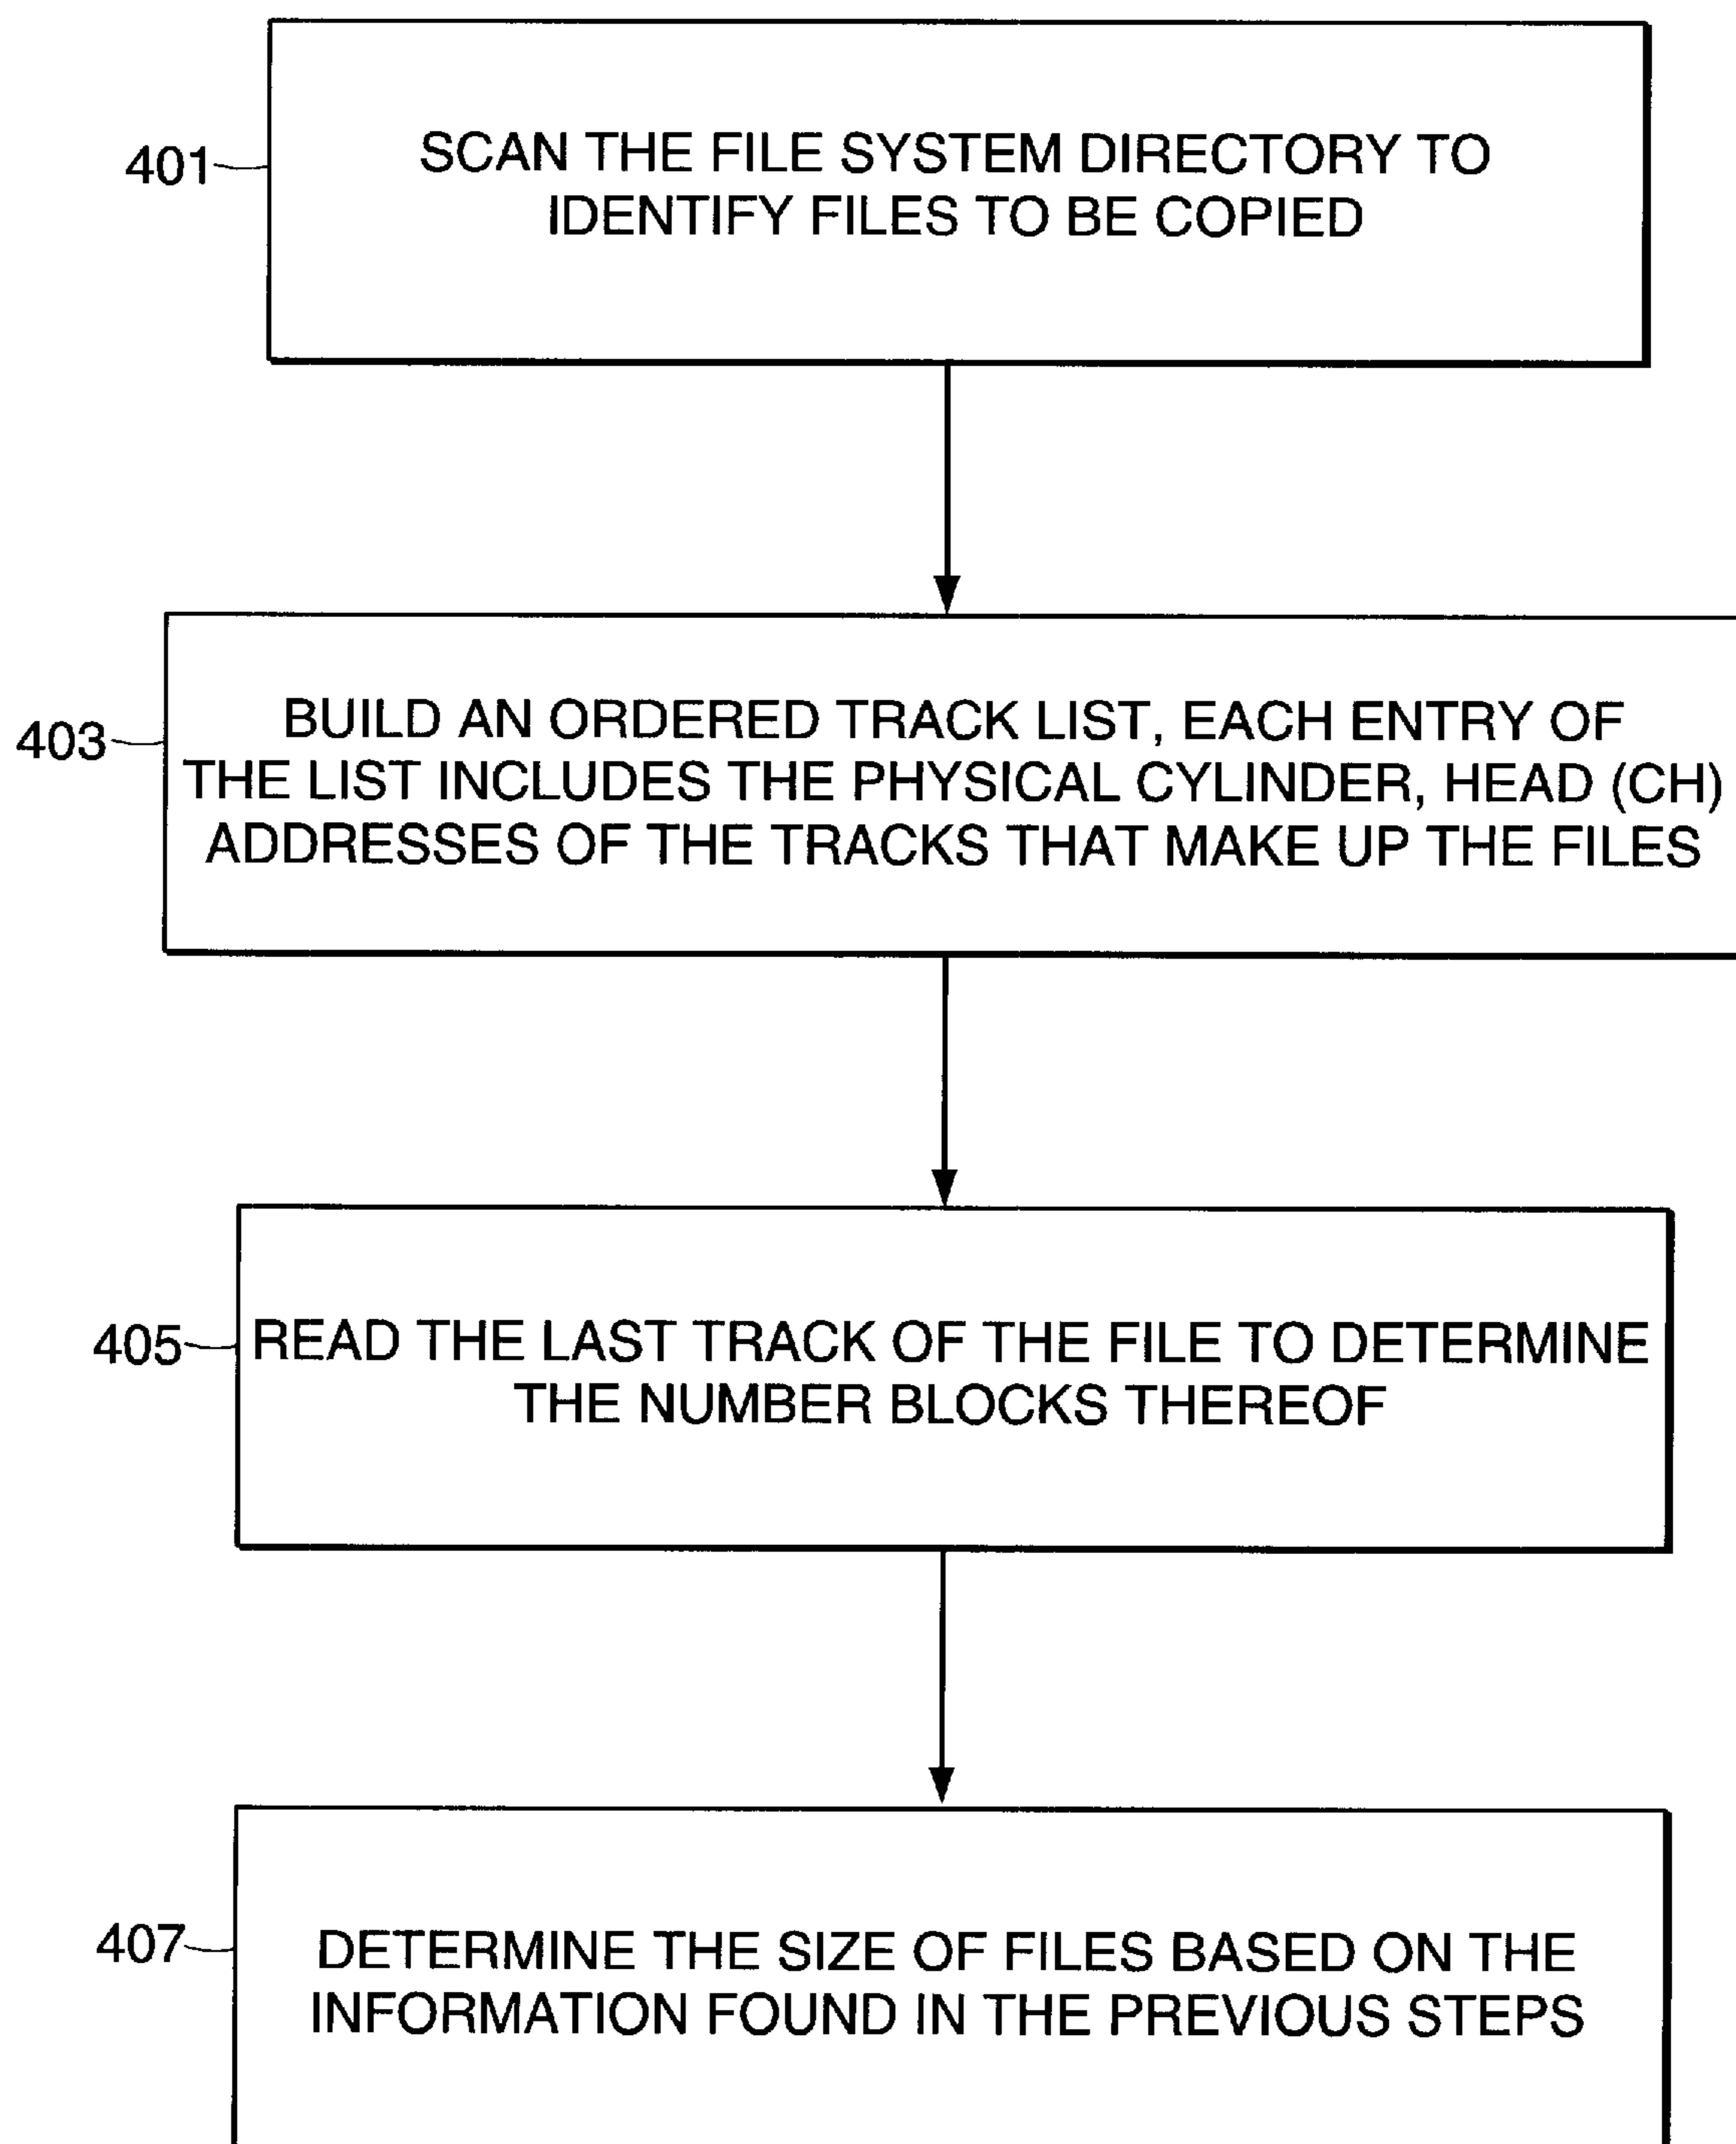 401
SCAN THE FILE SYSTEM DIRECTORY TO
IDENTIFY FILES TO BE COPIED
403
BUILD AN ORDERED TRACK LIST, EACH ENTRY OF
THE LIST INCLUDES THE PHYSICAL CYLINDER, HEAD (CH)
ADDRESSES OF THE TRACKS THAT MAKE UP THE FILES
405
READ THE LAST TRACK OF THE FILE TO DETERMINE
THE NUMBER BLOCKS THEREOF
407
DETERMINE THE SIZE OF FILES BASED ON THE
INFORMATION FOUND IN THE PREVIOUS STEPS